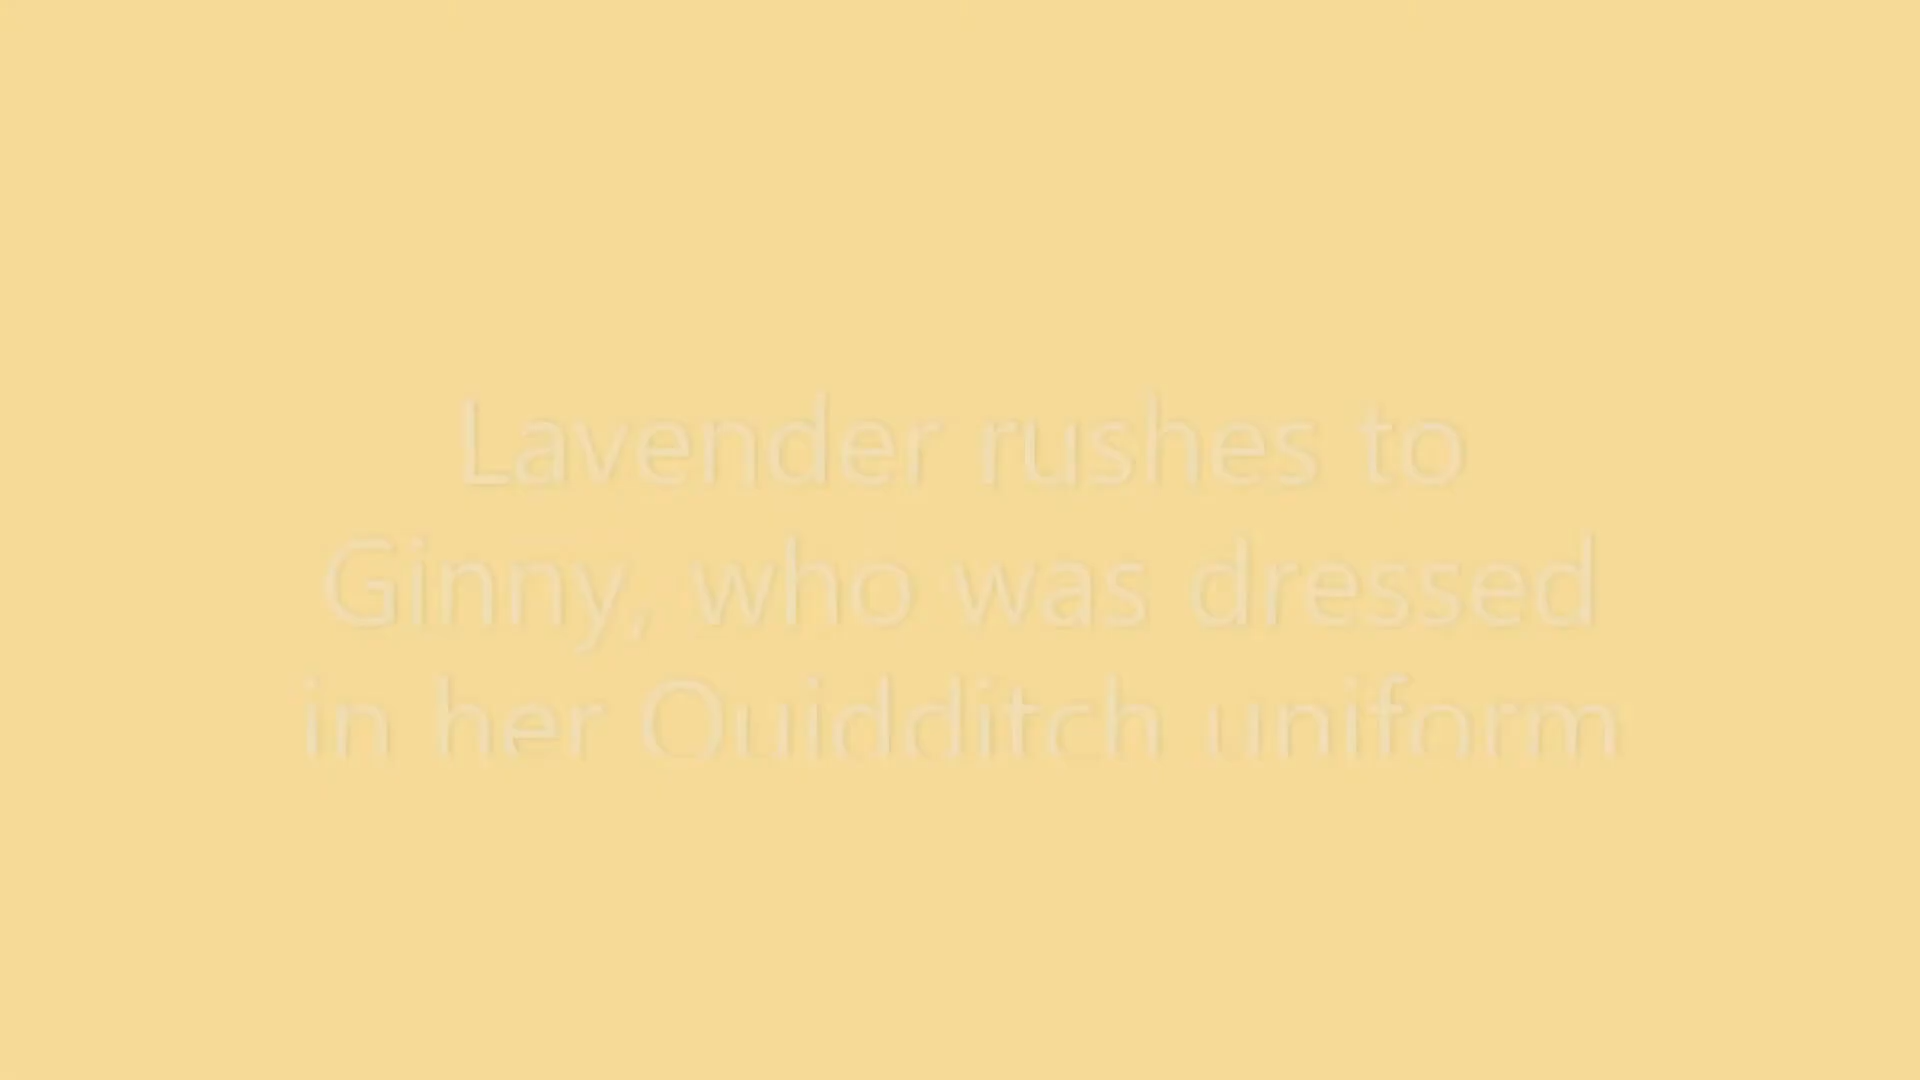 Lavender rushes to
Ginny, who was dressed
in her Quidditch uniform